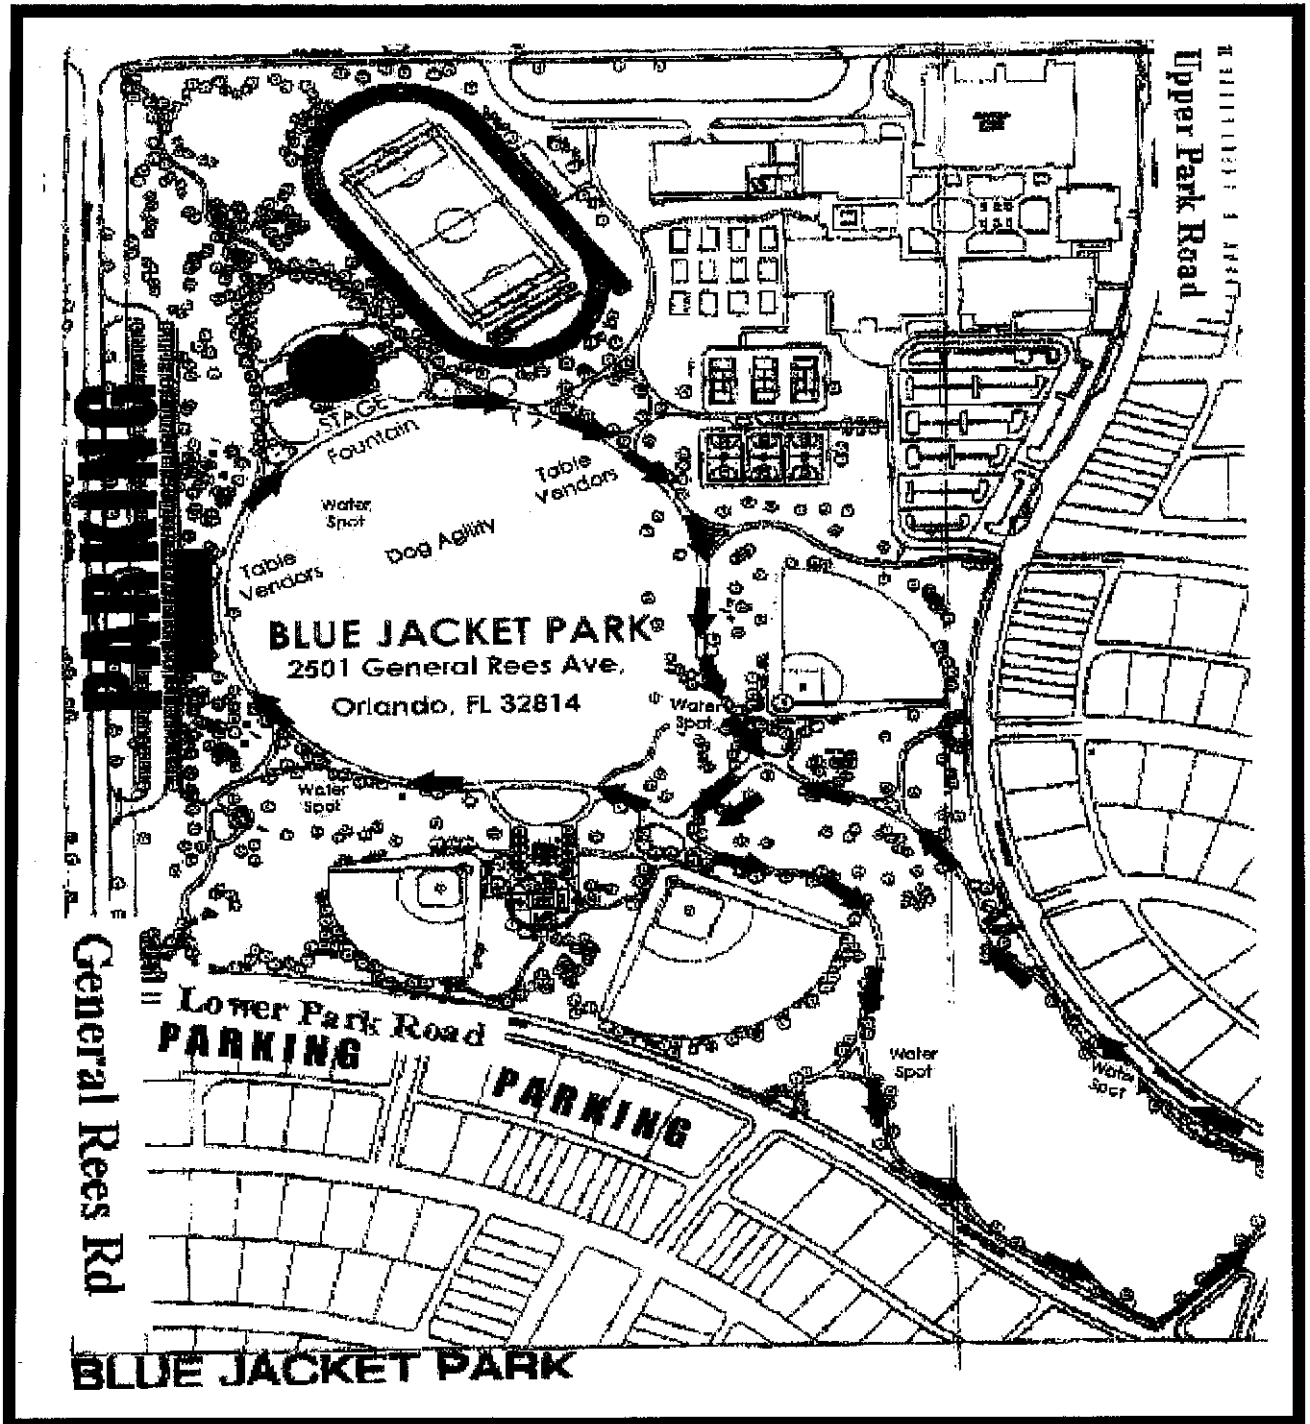 Upper Park Road
STAGE
Fountain
Table
Vendors
Water
Spot
Dog Agility
Table
Vendors
PARKING
BLUE JACKET PARK
2501 General Rees Ave,
Orlando, FL 32814
Water
Spot
Water
Spot
General Rees Rd
Lower Park Road
PARKING
PARKING
Water
Spot
Water
Spot
BLUE JACKET PARK